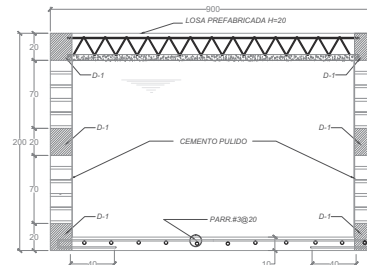 900
LOSA PREFABRICADA H=20
20
D-1
D-1
70
200
20
D-1
D-1
CEMENTO PULIDO
70
D-1
D-1
PARR.#3@20
20
40
10
40